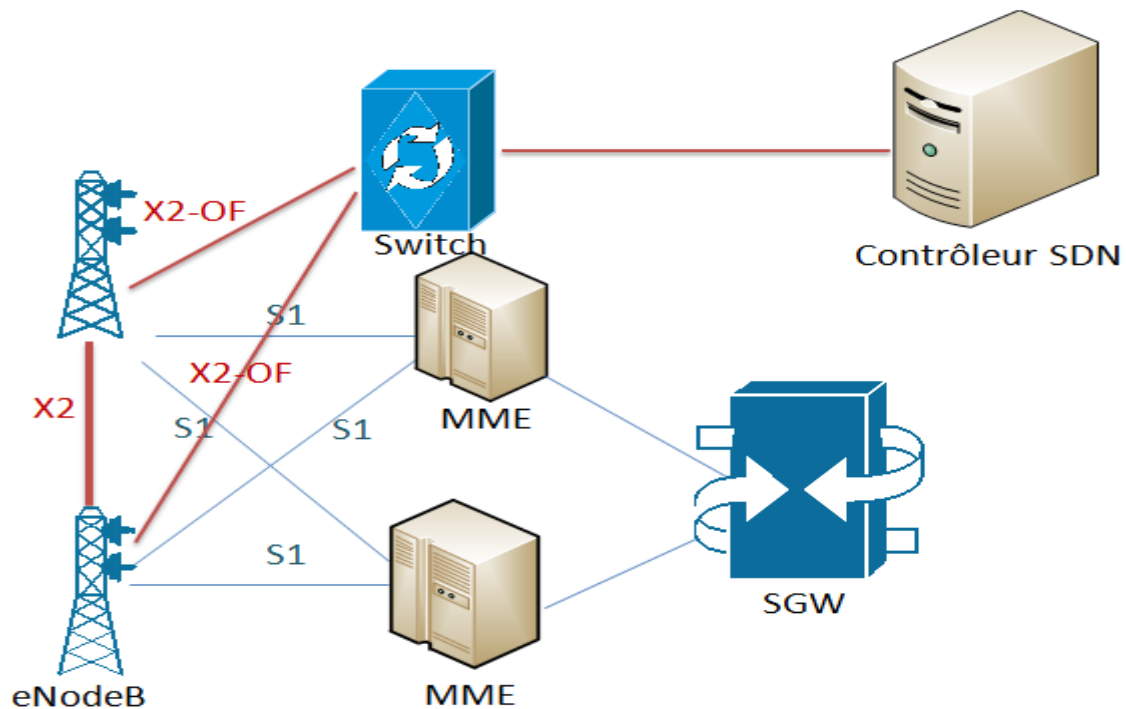 X2-OF
Switch
Contrôleur SDN
S1
X2-OF
X2
S1
S1
MME
S1
SGW
eNodeB
MME